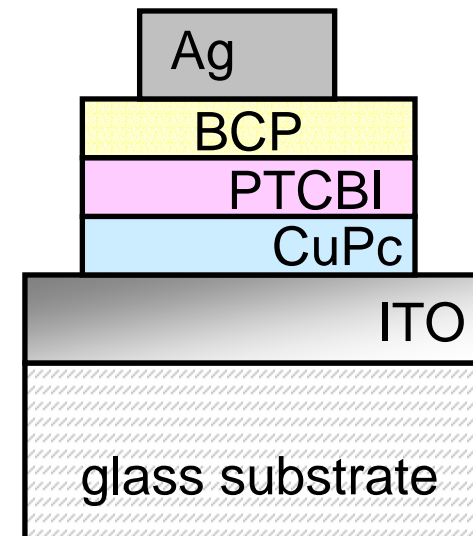 Ag
BCP
PTCBI
CuPc
ITO
glass substrate